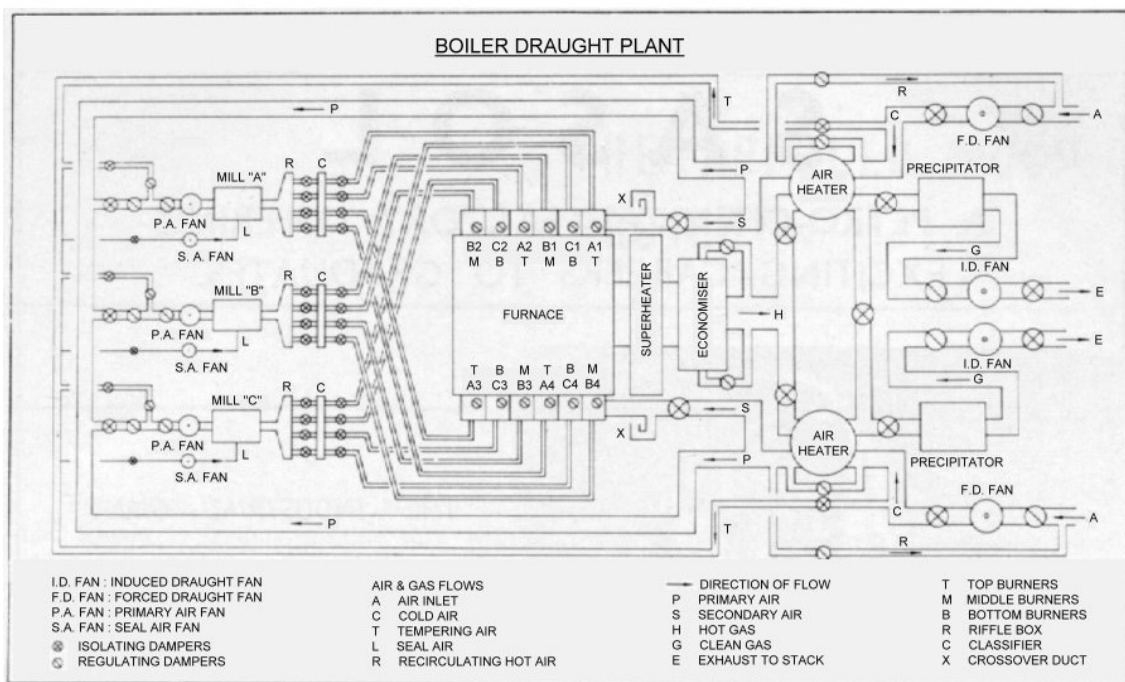 BOILER DRAUGHT PLANT
P
T
R
C
A
F.D. FAN
R C
MILL "A"
P
AIR
HEATER
PRECIPITATOR
P.A. FAN
L
S. A. FAN
X
S
B2 C2 A2 B1 C1 A1
M B T M B T
G
I.D. FAN
E
R C
MILL "B"
P.A. FAN
L
S.A. FAN
FURNACE
SUPERHEATER
ECONOMISER
H
E
I.D. FAN
T B M T B M
A3 C3 B3 A4 C4 B4
G
R C
MILL "C"
P.A. FAN
L
S.A. FAN
X
S
AIR
HEATER
PRECIPITATOR
P
F.D. FAN
C
A
P
T
R
I.D. FAN : INDUCED DRAUGHT FAN
F.D. FAN : FORCED DRAUGHT FAN
P.A. FAN : PRIMARY AIR FAN
S.A. FAN : SEAL AIR FAN
ISOLATING DAMPERS
REGULATING DAMPERS
AIR & GAS FLOWS
A AIR INLET
C COLD AIR
T TEMPERING AIR
L SEAL AIR
R RECIRCULATING HOT AIR
DIRECTION OF FLOW
P PRIMARY AIR
S SECONDARY AIR
H HOT GAS
G CLEAN GAS
E EXHAUST TO STACK
T TOP BURNERS
M MIDDLE BURNERS
B BOTTOM BURNERS
R RIFFLE BOX
C CLASSIFIER
X CROSSOVER DUCT